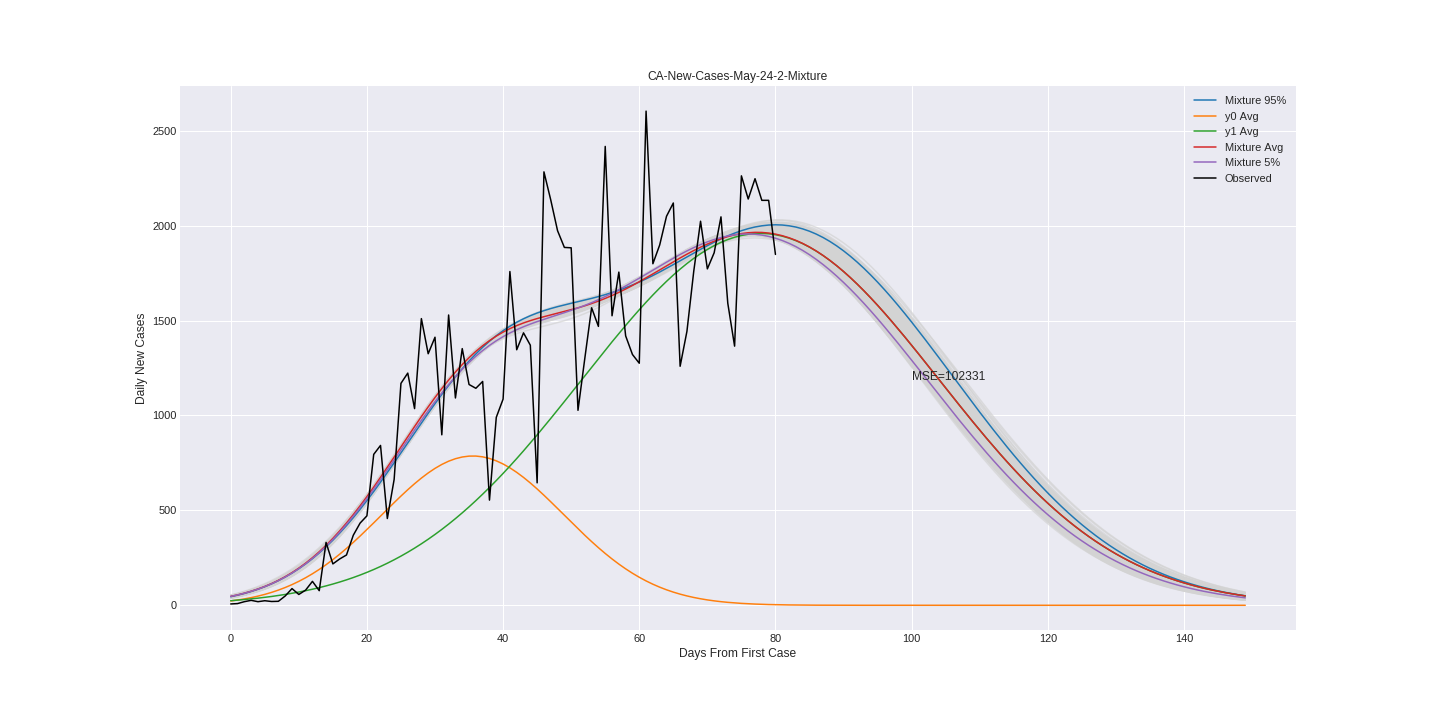 CA-New-Cases-May-24-2-Mixture
Mixture 95%
y0 Avg
y1 Avg
Mixture Avg
Mixture 5%
Observed
2500
2000
1500
1000
500
0
Daily New Cases
MSE=102331
0 20 40 60 80 100 120 140
Days From First Case